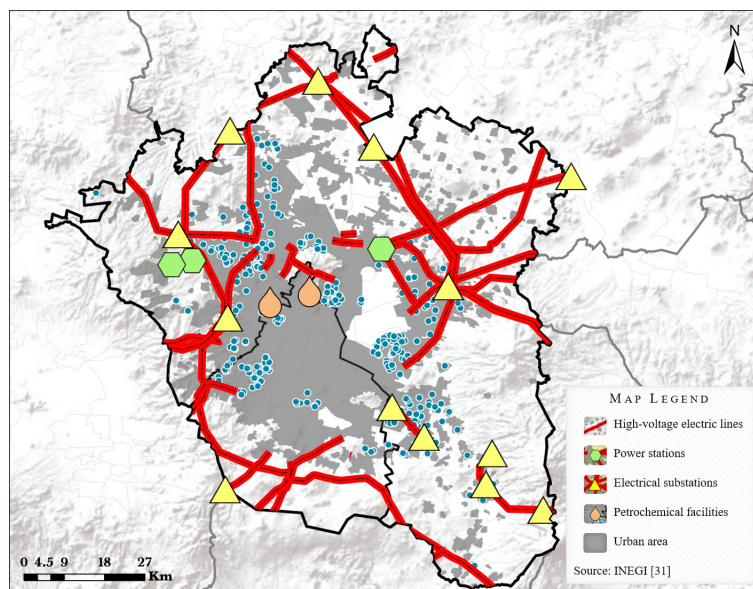 N
MAP LEGEND
High-voltage electric lines
Power stations
Electrical substations
Petrochemical facilities
Urban area
Source: INEGI [31]
0 4.5 9 18 27
Km